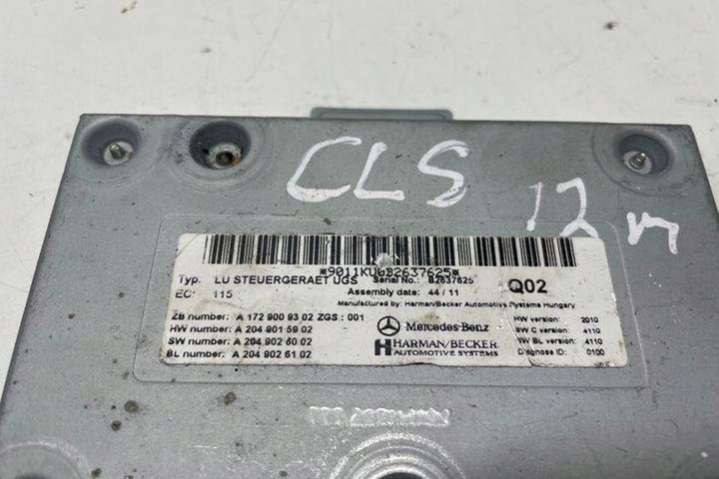 CLS 12m
*9011KU0B2637625*
Typ. LU STEUERGERAET UGS Serial No.: B2637625 Q02
EC: 115 Assembly date: 44/11
Manufactured by: Harman/Becker Automotive Systems Hungary
ZB number: A 172 900 93 02 ZGS : 001 Mercedes-Benz HW version: 2010
HW number: A 204 901 59 02 SW C version: 4110
SW number: A 204 902 60 02 HARMAN/BECKER SW BL version: 4110
BL number: A 204 902 61 02 AUTOMOTIVE SYSTEMS Diagnose ID: 0100